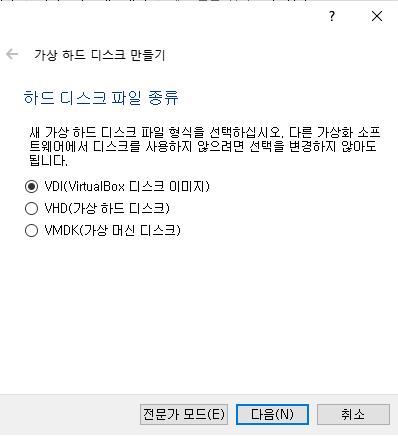 ?
가상 하드 디스크 만들기
하드 디스크 파일 종류
새 가상 하드 디스크 파일 형식을 선택하십시오. 다른 가상화 소프
트웨어에서 디스크를 사용하지 않으려면 선택을 변경하지 않아도
됩니다.
VDI(VirtualBox 디스크 이미지)
VHD(가상 하드 디스크)
VMDK(가상 머신 디스크)
전문가 모드(E) 다음(N) 취소